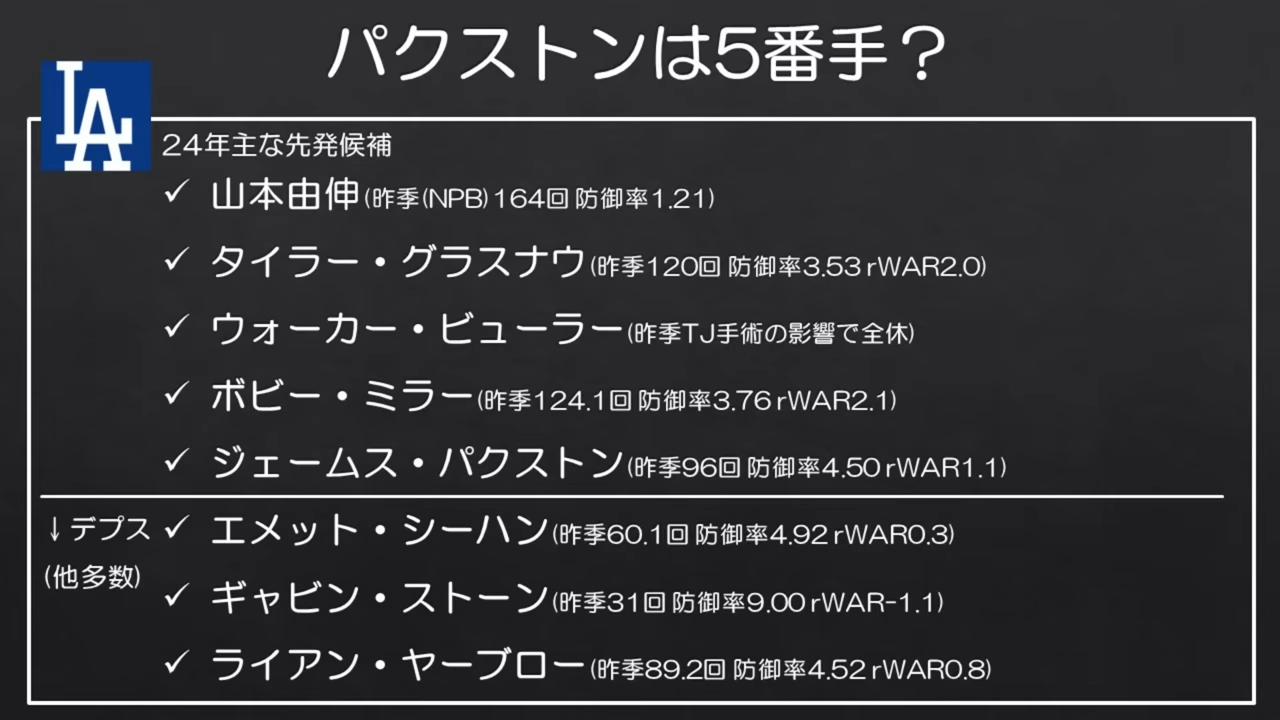 パクストンは5番手？
LA
24年主な先発候補
✓ 山本由伸(昨季(NPB)164回 防御率1.21)
✓ タイラー・グラスナウ(昨季120回 防御率3.53 rWAR2.0)
✓ ウォーカー・ビューラー(昨季TJ手術の影響で全休)
✓ ボビー・ミラー(昨季124.1回 防御率3.76 rWAR2.1)
✓ ジェームス・パクストン(昨季96回 防御率4.50 rWAR1.1)
↓デプス ✓ エメット・シーハン(昨季60.1回 防御率4.92 rWAR0.3)
(他多数)
✓ ギャビン・ストーン(昨季31回 防御率9.00 rWAR-1.1)
✓ ライアン・ヤーブロー(昨季89.2回 防御率4.52 rWAR0.8)